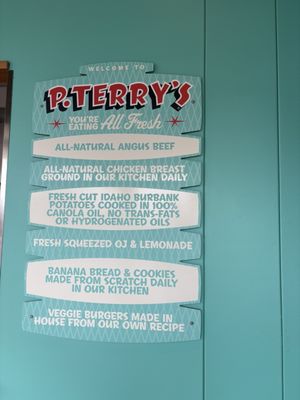 WELCOME TO
P.TERRY'S
YOU'RE
EATING All Fresh
ALL-NATURAL ANGUS BEEF
ALL-NATURAL CHICKEN BREAST
GROUND IN OUR KITCHEN DAILY
FRESH CUT IDAHO BURBANK
POTATOES COOKED IN 100%
CANOLA OIL, NO TRANS-FATS
OR HYDROGENATED OILS
FRESH SQUEEZED OJ & LEMONADE
BANANA BREAD & COOKIES
MADE FROM SCRATCH DAILY
IN OUR KITCHEN
VEGGIE BURGERS MADE IN
HOUSE FROM OUR OWN RECIPE